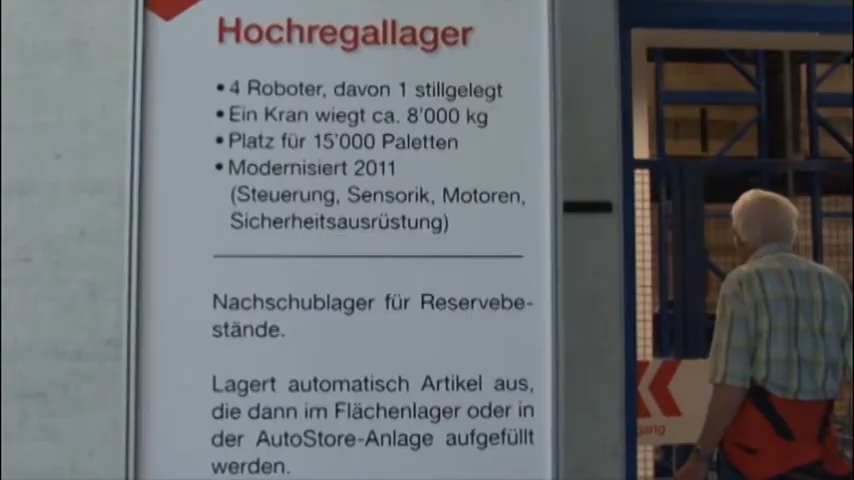 Hochregallager
• 4 Roboter, davon 1 stillgelegt
• Ein Kran wiegt ca. 8'000 kg
• Platz für 15'000 Paletten
• Modernisiert 2011
(Steuerung, Sensorik, Motoren,
Sicherheitsausrüstung)
Nachschublager für Reservebe-
stände.
Lagert automatisch Artikel aus,
die dann im Flächenlager oder in
der AutoStore-Anlage aufgefüllt
werden.